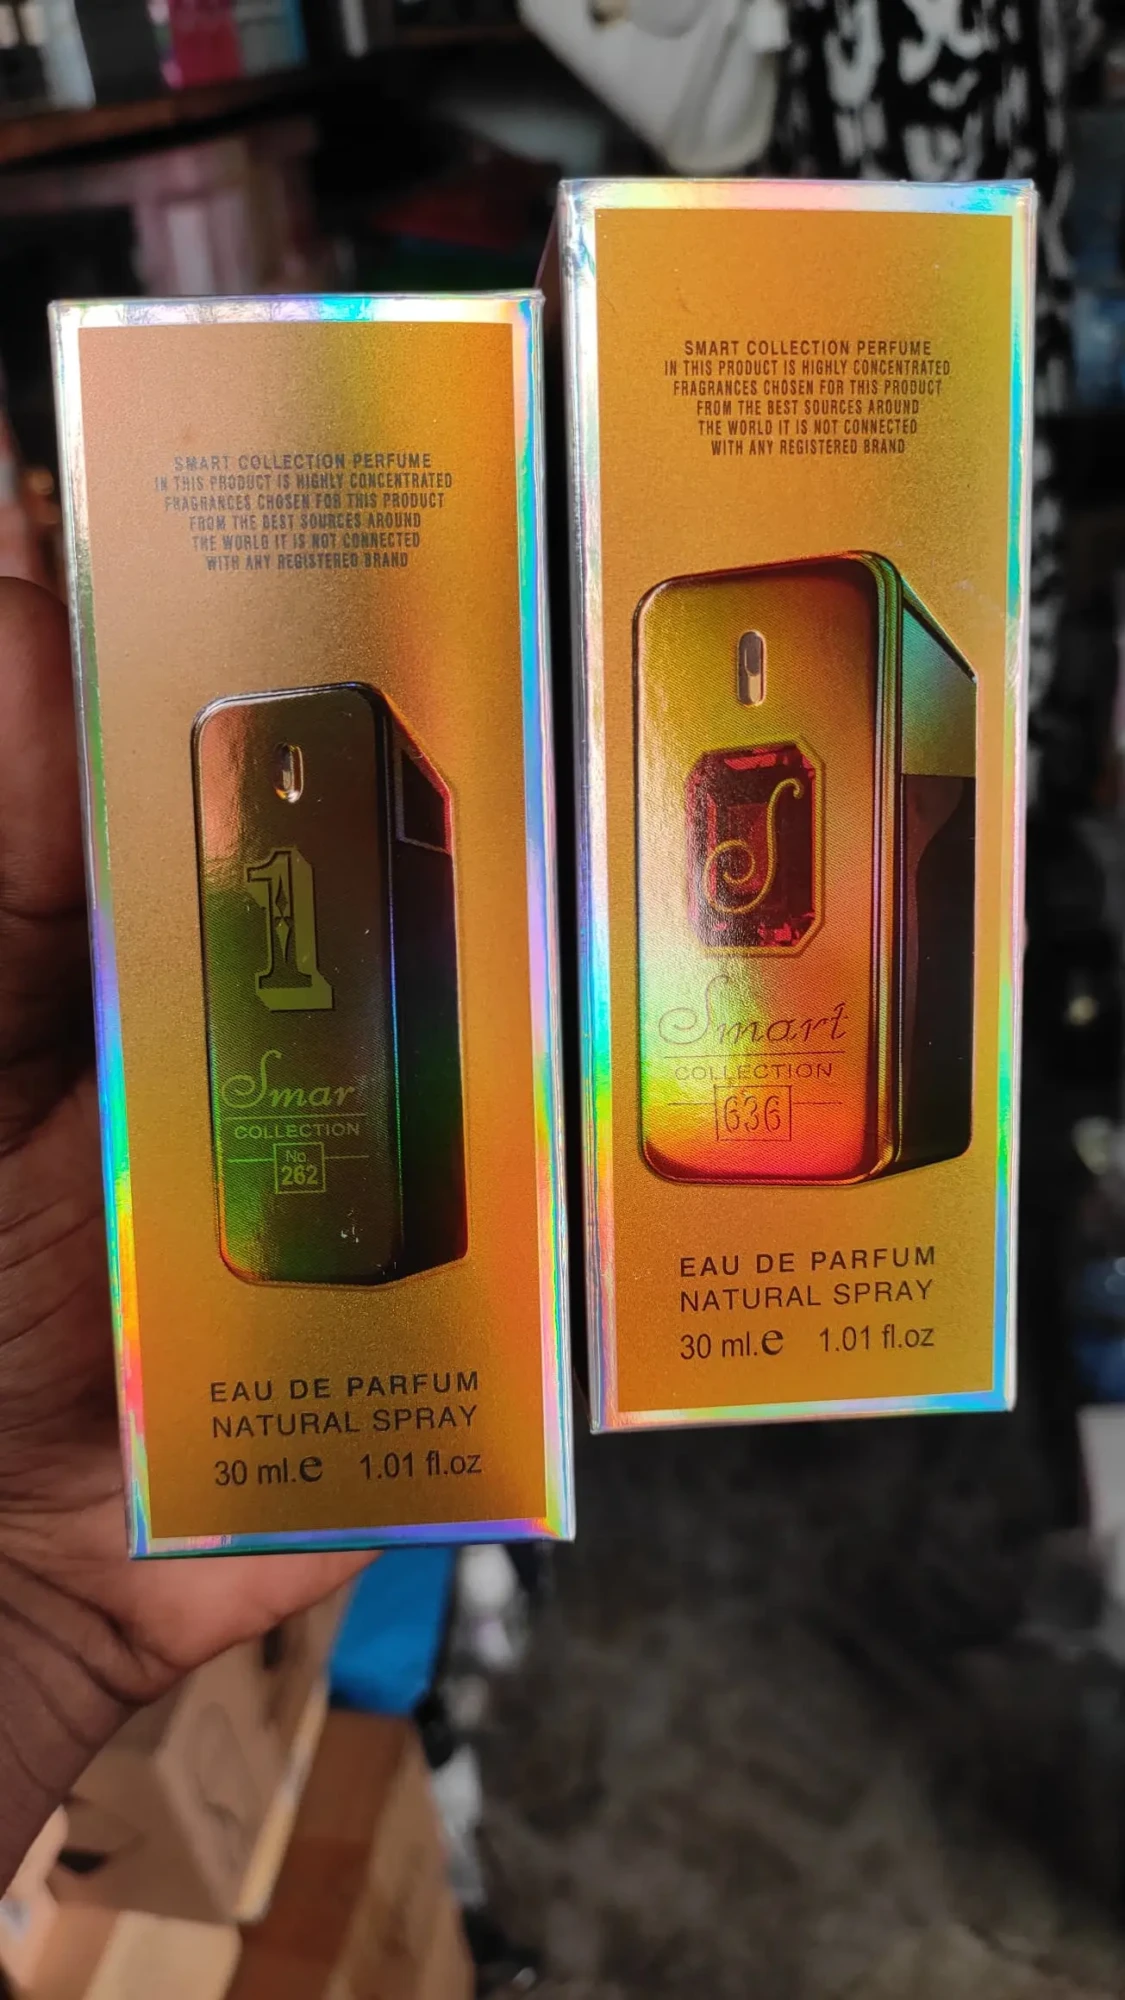 SMART COLLECTION PERFUME
IN THIS PRODUCT IS HIGHLY CONCENTRATED
FRAGRANCES CHOSEN FOR THIS PRODUCT
FROM THE BEST SOURCES AROUND
THE WORLD IT IS NOT CONNECTED
WITH ANY REGISTERED BRAND
1
Smart
COLLECTION
No.
262
EAU DE PARFUM
NATURAL SPRAY
30 ml.e 1.01 fl.oz
SMART COLLECTION PERFUME
IN THIS PRODUCT IS HIGHLY CONCENTRATED
FRAGRANCES CHOSEN FOR THIS PRODUCT
FROM THE BEST SOURCES AROUND
THE WORLD IT IS NOT CONNECTED
WITH ANY REGISTERED BRAND
S
Smart
COLLECTION
636
EAU DE PARFUM
NATURAL SPRAY
30 ml.e 1.01 fl.oz